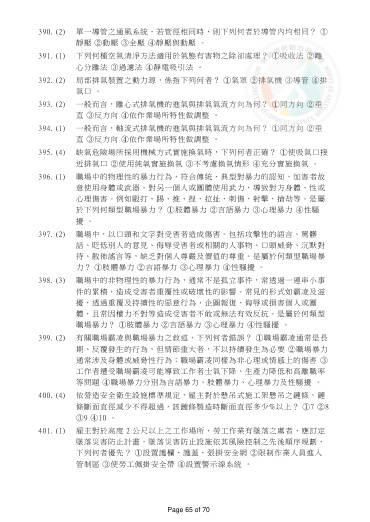 390. (2) 單一導管之通風系統，若管徑相同時，則下列何者於導管內均相同？ ①
靜壓 ②動壓 ③全壓 ④靜壓與動壓 。
391. (1) 下列何種空氣清淨方法適用於氣態有害物之除卻處理？ ①吸收法 ②離
心分離法 ③過濾法 ④靜電吸引法 。
392. (2) 局部排氣裝置之動力源，係指下列何者？ ①氣罩 ②排氣機 ③導管 ④排
氣口 。
393. (2) 一般而言，離心式排氣機的進氣與排氣氣流方向為何？ ①同方向 ②垂
直 ③反方向 ④依作業場所特性做調整 。
394. (1) 一般而言，軸流式排氣機的進氣與排氣氣流方向為何？ ①同方向 ②垂
直 ③反方向 ④依作業場所特性做調整 。
395. (4) 缺氧危險場所採用機械方式實施換氣時，下列何者正確？ ①使吸氣口接
近排氣口 ②使用純氧實施換氣 ③不考慮換氣情形 ④充分實施換氣 。
396. (1) 職場中的物理性的暴力行為，符合傳統、典型暴力的認知，加害者故
意使用身體或武器，對另一個人或團體使用武力，導致對方身體、性或
心理傷害。例如毆打、踢、推、捏、拉扯、刺傷、射擊、搶劫等，是屬
於下列何類型職場暴力？ ①肢體暴力 ②言語暴力 ③心理暴力 ④性騷
擾 。
397. (2) 職場中，以口頭和文字對受害者造成傷害，包括攻擊性的語言、罵髒
話、貶低別人的意見、侮辱受害者或相關的人事物、口頭威脅、沉默對
待、散佈謠言等，缺乏對個人尊嚴及價值的尊重，是屬於何類型職場暴
力？ ①肢體暴力 ②言語暴力 ③心理暴力 ④性騷擾 。
398. (3) 職場中的非物理性的暴力行為，通常不是孤立事件，常透過一連串小事
件的累積，造成受害者重覆性或破壞性的影響。常見的形式如霸凌及滋
擾，透過重覆及持續性的惡意行為，企圖報復、侮辱或損害個人或團
體，且常因權力不對等造成受害者不敢或無法有效反抗，是屬於何類型
職場暴力？ ①肢體暴力 ②言語暴力 ③心理暴力 ④性騷擾 。
399. (2) 有關職場霸凌與職場暴力之敘述，下列何者錯誤？ ①職場霸凌通常是長
期、反覆發生的行為，但情節重大者，不以持續發生為必要 ②職場暴力
通常涉及身體或威脅性行為；職場霸凌同樣為非心理或情緒上的傷害 ③
工作者遭受職場霸凌可能導致工作者士氣下降、生產力降低和高離職率
等問題 ④職場暴力分別為言語暴力、肢體暴力、心理暴力及性騷擾 。
400. (4) 依營造安全衛生設施標準規定，雇主對於懸吊式施工架懸吊之鏈條，鏈
條斷面直徑減少不得超過，該鏈條製造時斷面直徑多少%以上？ ①7 ②8
③9 ④10 。
401. (1) 雇主對於高度 2 公尺以上之工作場所，勞工作業有墜落之虞者，應訂定
墜落災害防止計畫。墜落災害防止設施依其風險控制之先後順序規劃，
下列何者優先？ ①設置護欄、護蓋、張掛安全網 ②限制作業人員進入
管制區 ③使勞工佩掛安全帶 ④設置警示線系統 。
Page 65 of 70